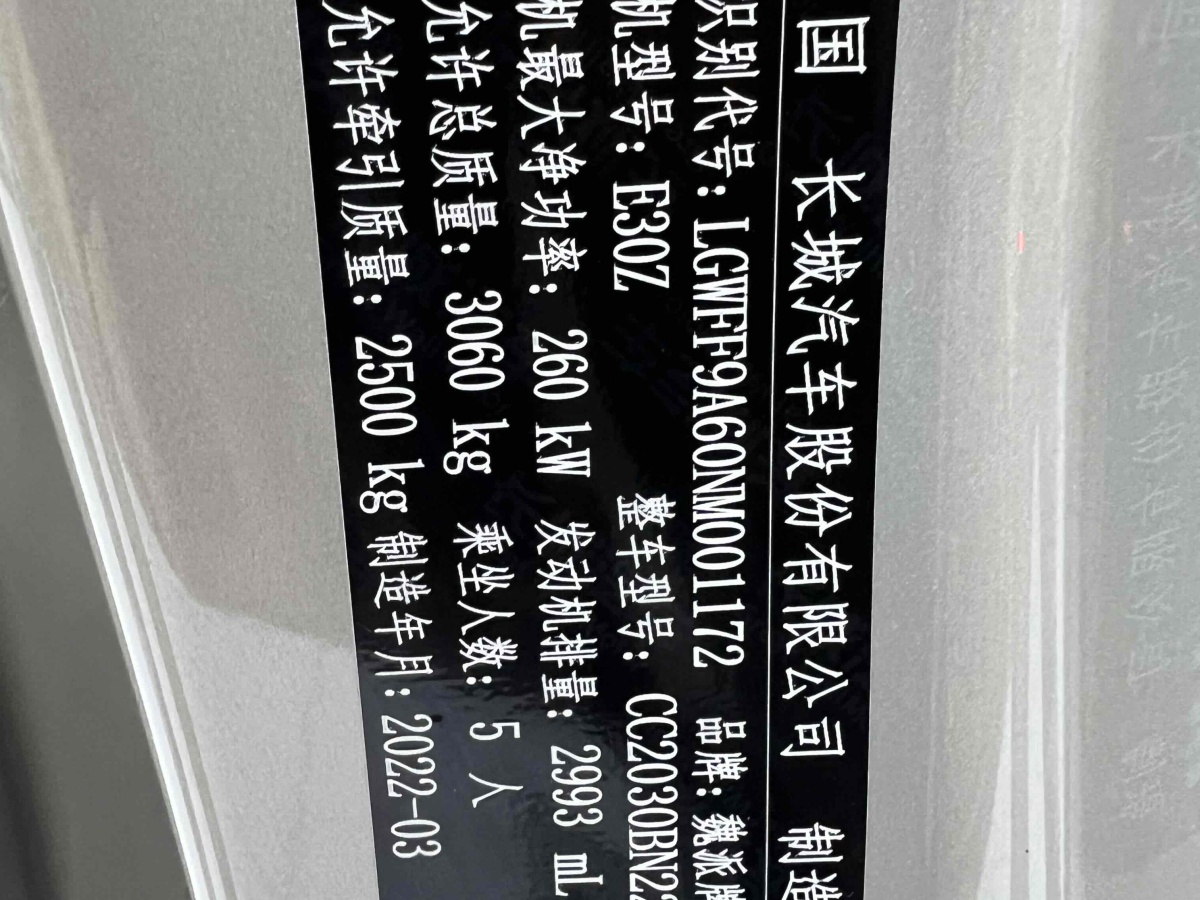 国 长城汽车股份有限公司 制造
识别代号: LGWFF9A60NM001172 品牌: 魏派牌
机型号: E30Z 整车型号: CC2030BN22
机最大净功率: 260 kW 发动机排量: 2993 mL
允许总质量: 3060 kg 乘坐人数: 5 人
允许牵引质量: 2500 kg 制造年月: 2022-03